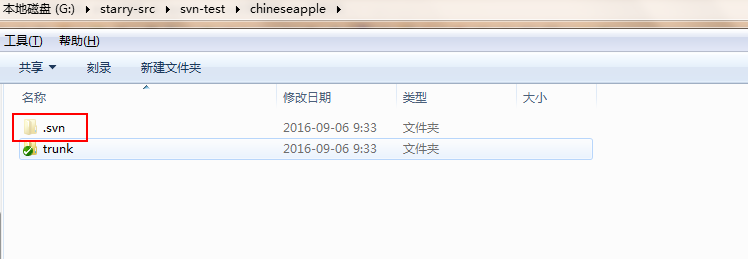 本地磁盘 (G:) ▸ starry-src ▸ svn-test ▸ chineseapple ▸
工具(T) 帮助(H)
共享 ▼ 刻录 新建文件夹
名称 修改日期 类型 大小
.svn 2016-09-06 9:33 文件夹
trunk 2016-09-06 9:33 文件夹